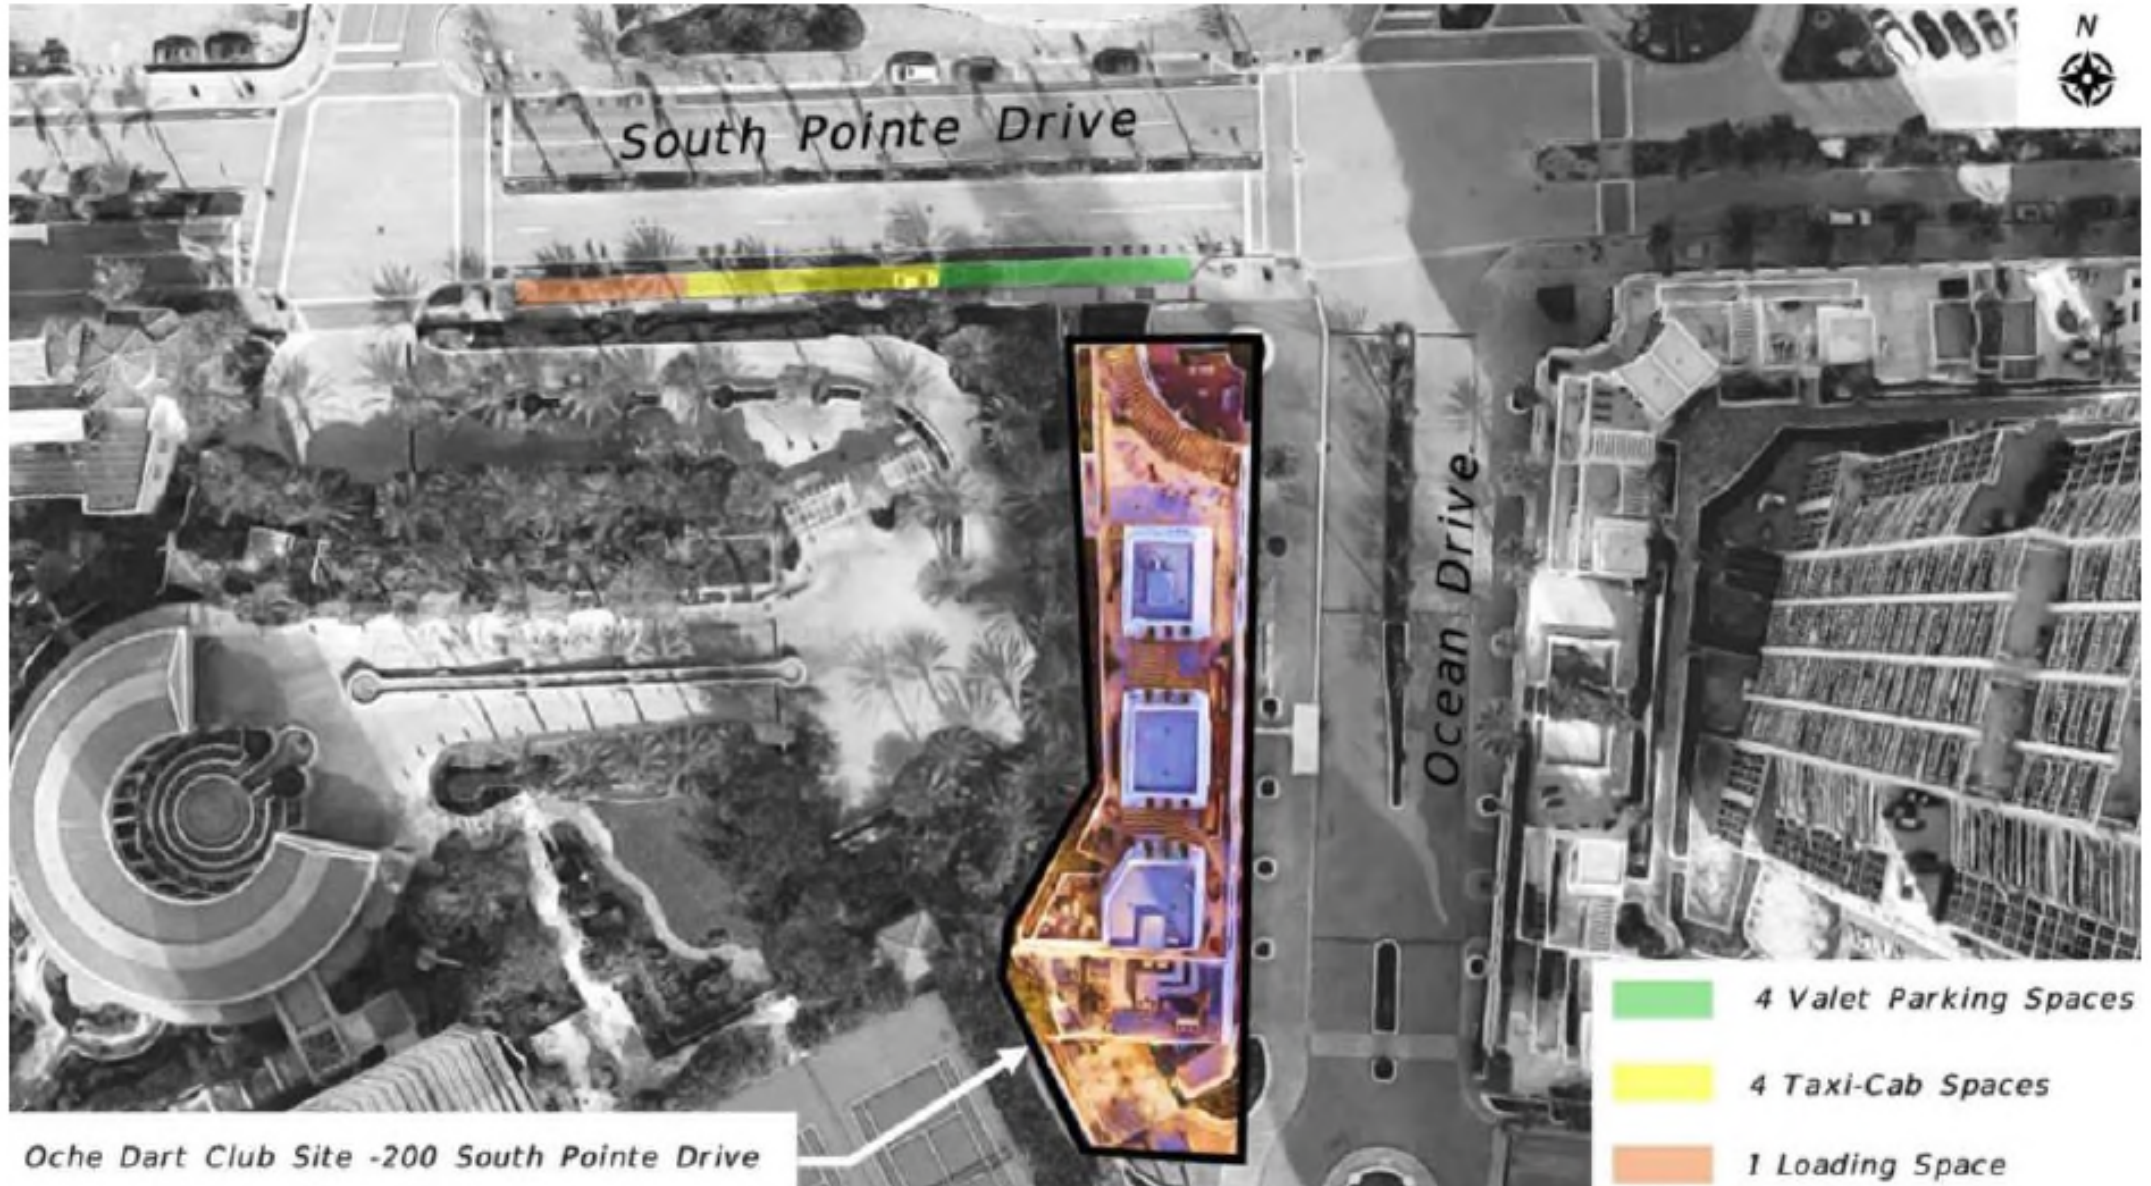 N
South Pointe Drive
Ocean Drive
4 Valet Parking Spaces
4 Taxi-Cab Spaces
1 Loading Space
Oche Dart Club Site -200 South Pointe Drive